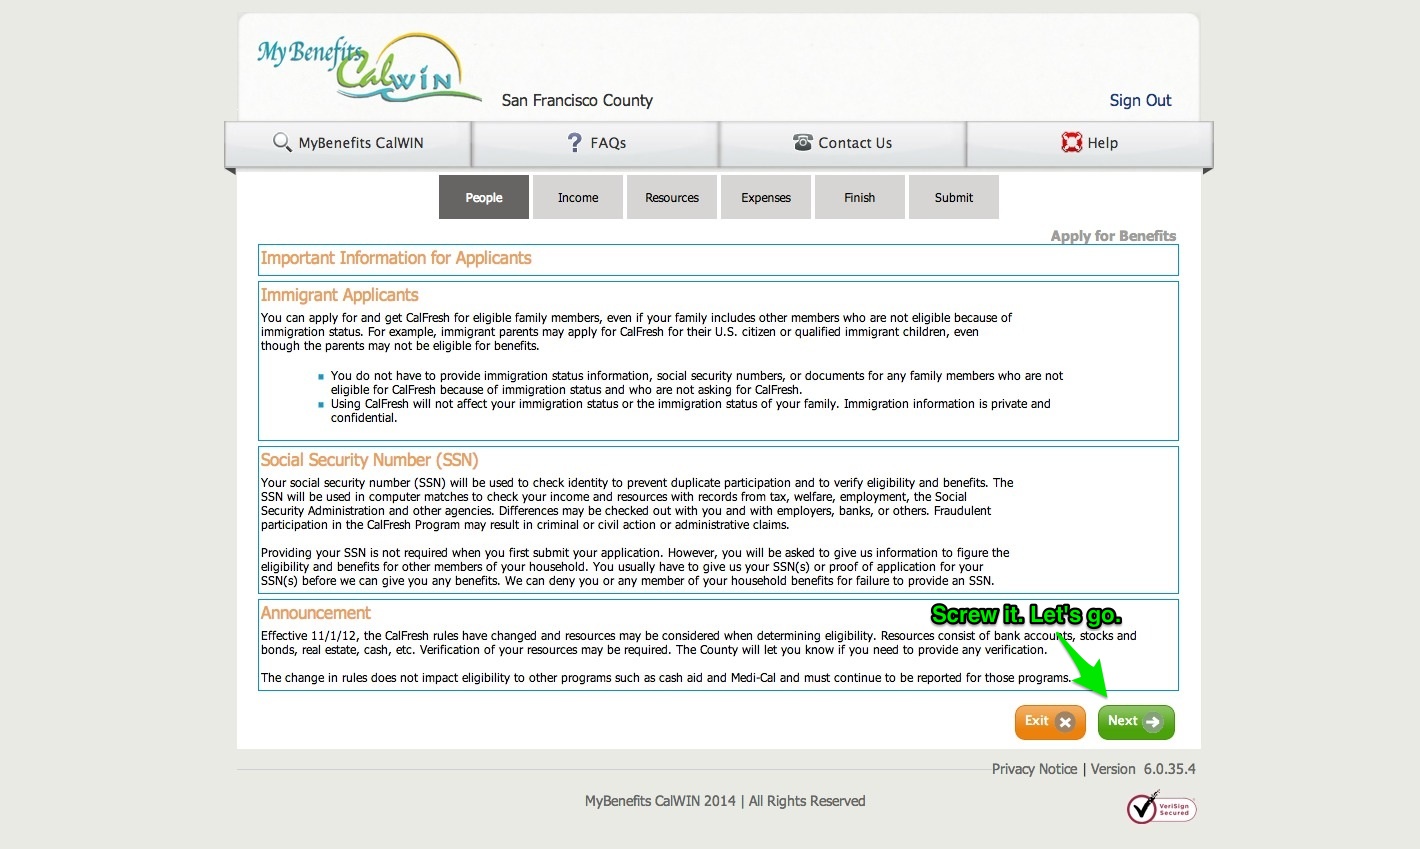 My Benefits
CalWIN
San Francisco County
Sign Out
MyBenefits CalWIN
FAQs
Contact Us
Help
People
Income
Resources
Expenses
Finish
Submit
Apply for Benefits
Important Information for Applicants
Immigrant Applicants
You can apply for and get CalFresh for eligible family members, even if your family includes other members who are not eligible because of
immigration status. For example, immigrant parents may apply for CalFresh for their U.S. citizen or qualified immigrant children, even
though the parents may not be eligible for benefits.
You do not have to provide immigration status information, social security numbers, or documents for any family members who are not
eligible for CalFresh because of immigration status and who are not asking for CalFresh.
Using CalFresh will not affect your immigration status or the immigration status of your family. Immigration information is private and
confidential.
Social Security Number (SSN)
Your social security number (SSN) will be used to check identity to prevent duplicate participation and to verify eligibility and benefits. The
SSN will be used in computer matches to check your income and resources with records from tax, welfare, employment, the Social
Security Administration and other agencies. Differences may be checked out with you and with employers, banks, or others. Fraudulent
participation in the CalFresh Program may result in criminal or civil action or administrative claims.
Providing your SSN is not required when you first submit your application. However, you will be asked to give us information to figure the
eligibility and benefits for other members of your household. You usually have to give us your SSN(s) or proof of application for your
SSN(s) before we can give you any benefits. We can deny you or any member of your household benefits for failure to provide an SSN.
Announcement
Screw it. Let's go.
Effective 11/1/12, the CalFresh rules have changed and resources may be considered when determining eligibility. Resources consist of bank accounts, stocks and
bonds, real estate, cash, etc. Verification of your resources may be required. The County will let you know if you need to provide any verification.
The change in rules does not impact eligibility to other programs such as cash aid and Medi-Cal and must continue to be reported for those programs.
Exit
Next
Privacy Notice | Version 6.0.35.4
MyBenefits CalWIN 2014 | All Rights Reserved
VeriSign
Secured